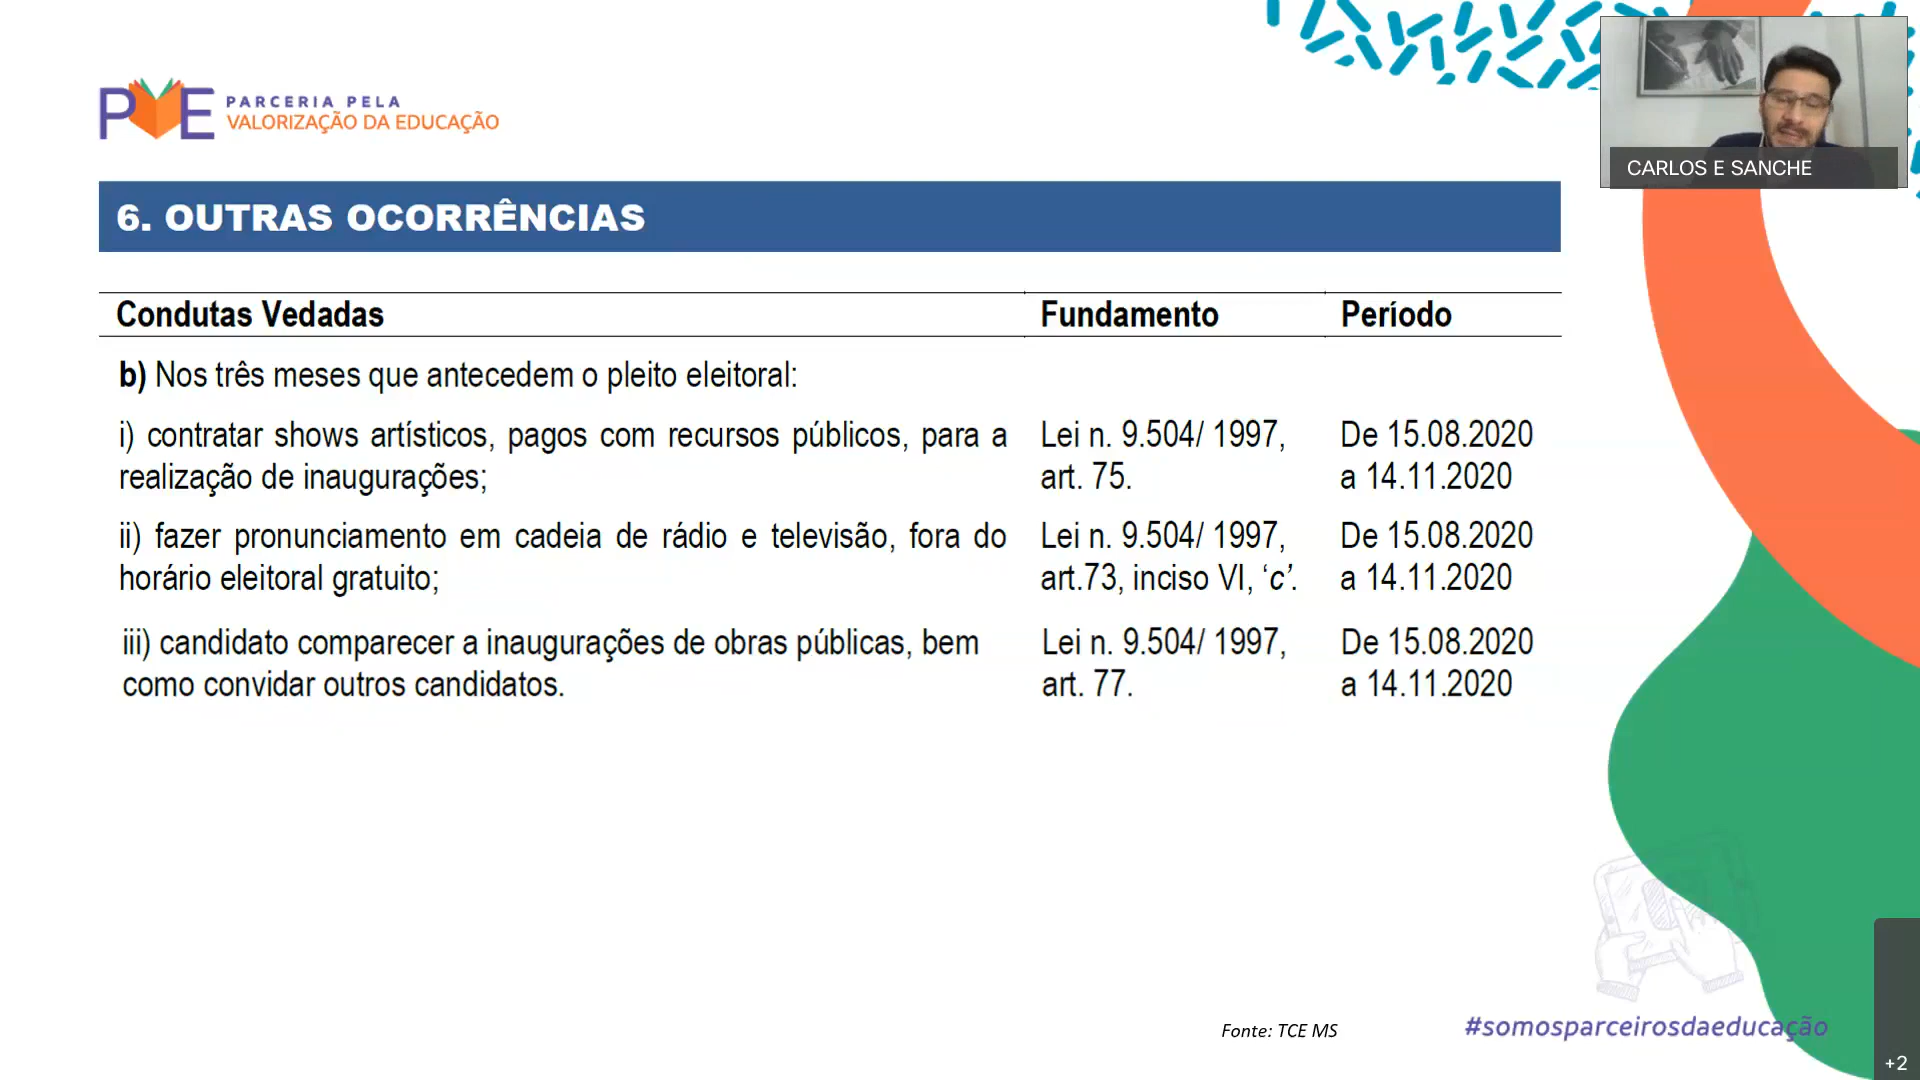 PVE PARCERIA PELA
VALORIZAÇÃO DA EDUCAÇÃO
CARLOS E SANCHE
6. OUTRAS OCORRÊNCIAS
Condutas Vedadas Fundamento Período
b) Nos três meses que antecedem o pleito eleitoral:
i) contratar shows artísticos, pagos com recursos públicos, para a Lei n. 9.504/ 1997, De 15.08.2020
realização de inaugurações; art. 75. a 14.11.2020
ii) fazer pronunciamento em cadeia de rádio e televisão, fora do Lei n. 9.504/ 1997, De 15.08.2020
horário eleitoral gratuito; art.73, inciso VI, ‘c’. a 14.11.2020
iii) candidato comparecer a inaugurações de obras públicas, bem Lei n. 9.504/ 1997, De 15.08.2020
como convidar outros candidatos. art. 77. a 14.11.2020
Fonte: TCE MS
#somosparceirosdaeducação
+2